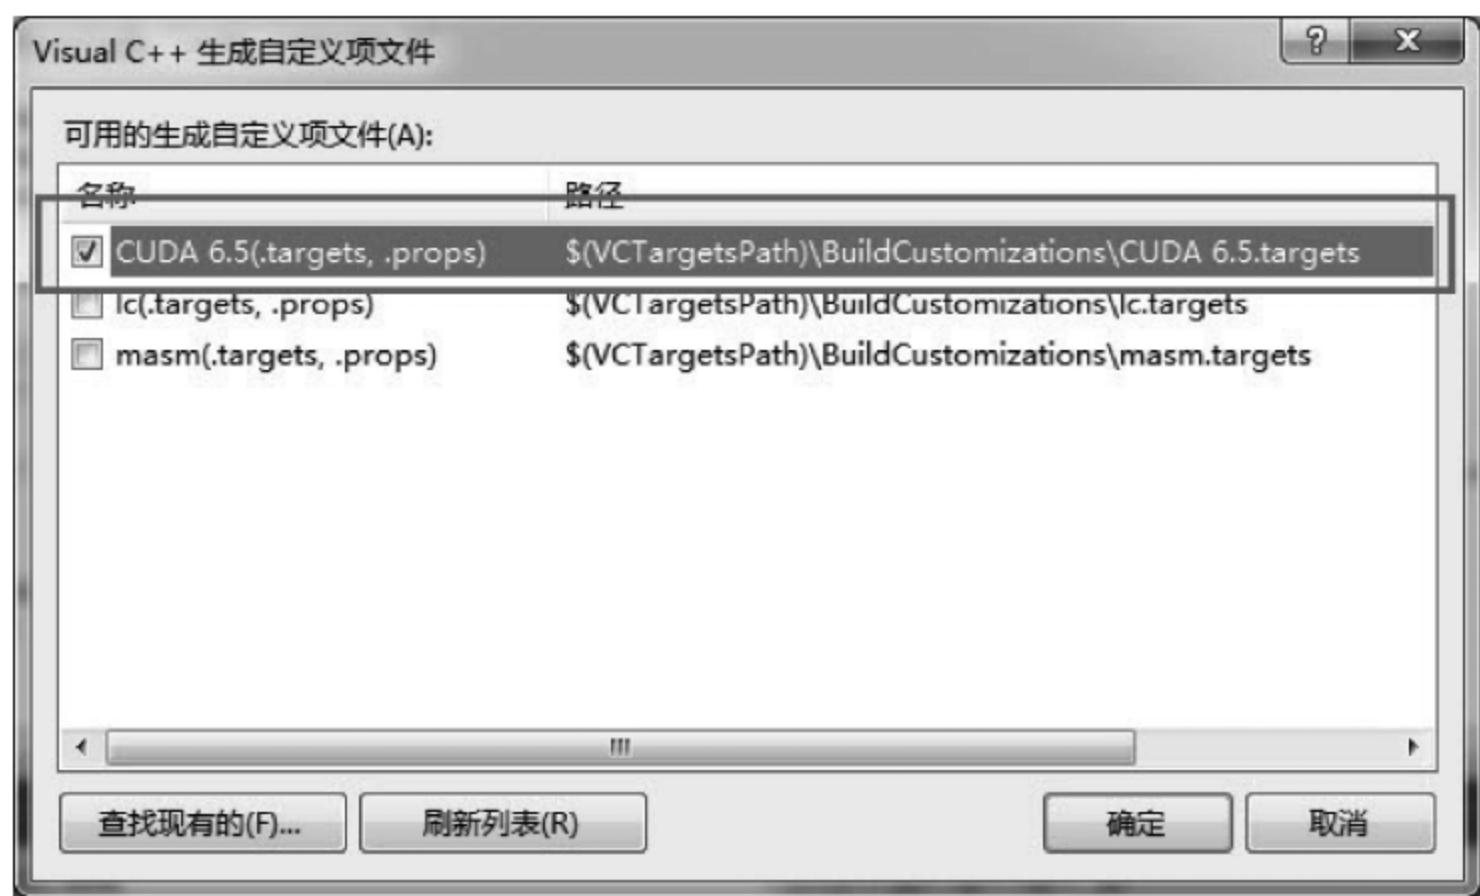 Visual C++ 生成自定义项文件
可用的生成自定义项文件(A):
名称 路径
CUDA 6.5(.targets, .props) $(VCTargetsPath)\BuildCustomizations\CUDA 6.5.targets
lc(.targets, .props) $(VCTargetsPath)\BuildCustomizations\lc.targets
masm(.targets, .props) $(VCTargetsPath)\BuildCustomizations\masm.targets
查找现有的(F)... 刷新列表(R) 确定 取消